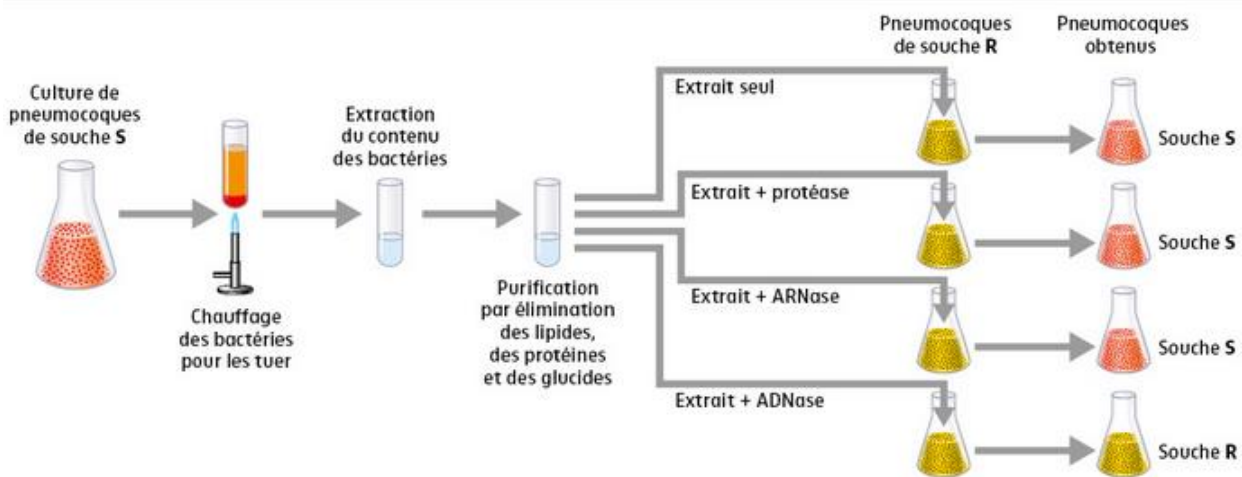 Culture de
pneumocoques
de souche S
Chauffage
des bactéries
pour les tuer
Extraction
du contenu
des bactéries
Purification
par élimination
des lipides,
des protéines
et des glucides
Extrait seul
Extrait + protéase
Extrait + ARNase
Extrait + ADNase
Pneumocoques
de souche R
Pneumocoques
obtenus
Souche S
Souche S
Souche S
Souche R